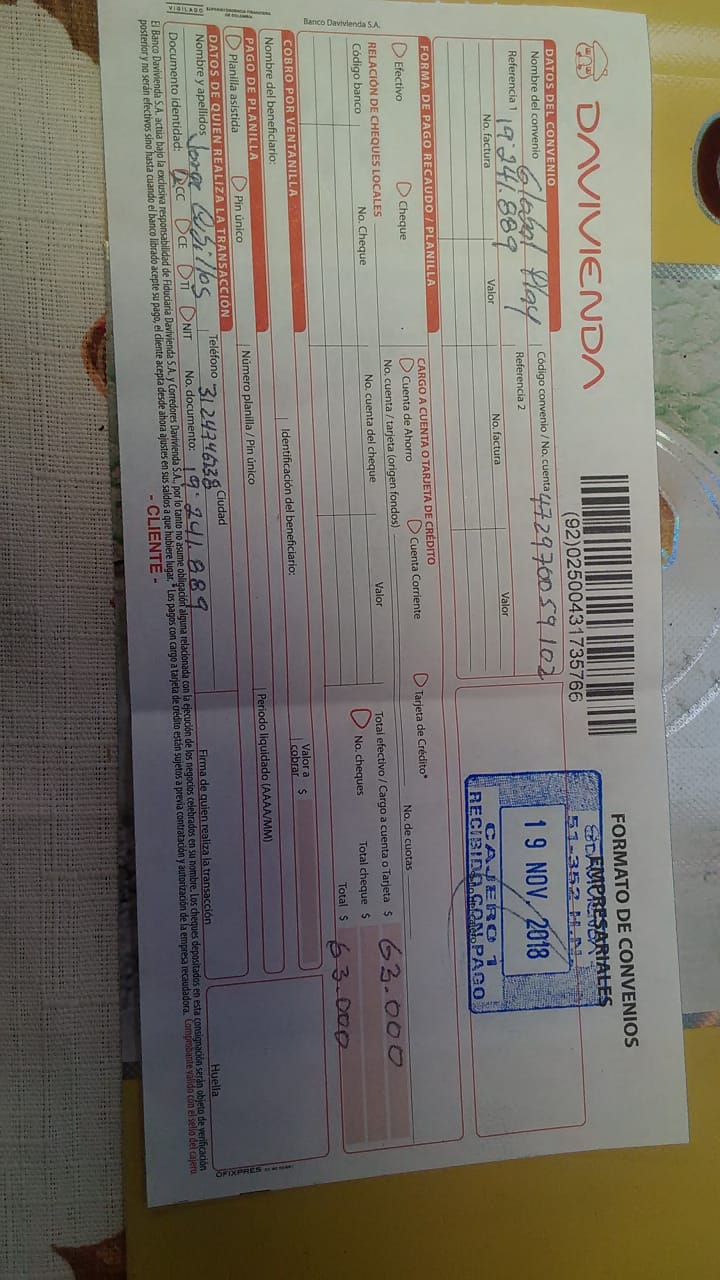 DAVIVIENDA
(92)02500431735766
FORMATO DE CONVENIOS
EMPRESARIALES
DATOS DEL CONVENIO
Nombre del convenio Global Play
Código convenio / No. cuenta
Referencia 1 19.241.889
Referencia 2
No. factura Valor No. factura Valor
51-352 H.N.
19 NOV. 2018
CAJERO 1
RECIBIDO CON PAGO
FORMA DE PAGO RECAUDO / PLANILLA
Efectivo Cheque
CARGO A CUENTA O TARJETA DE CRÉDITO
Cuenta de Ahorro Cuenta Corriente Tarjeta de Crédito*
No. cuenta / tarjeta (origen fondos) No. de cuotas
RELACIÓN DE CHEQUES LOCALES
Código banco No. Cheque No. cuenta del cheque Valor
Total efectivo / Cargo a cuenta o Tarjeta $ 63.000
No. cheques Total cheque $
Total $ 63.000
Banco Davivienda S.A.
COBRO POR VENTANILLA
Nombre del beneficiario: Identificación del beneficiario: Valor a cobrar $
PAGO DE PLANILLA
Planilla asistida Pin único Número planilla / Pin único Periodo liquidado (AAAA/MM)
DATOS DE QUIEN REALIZA LA TRANSACCIÓN
Nombre y apellidos Jorge Cubillos Teléfono Ciudad Firma de quien realiza la transacción Huella
Documento identidad: CC CE TI NIT No. documento: 19.241.889
El Banco Davivienda S.A. actúa bajo la exclusiva responsabilidad de Fiduciaria Davivienda S.A. y Corredores Davivienda S.A., por lo tanto no asume obligación alguna relacionada con la ejecución de los negocios celebrados en su nombre. Los cheques depositados en esta consignación serán objeto de verificación
posterior y no serán efectivos sino hasta cuando el banco librado acepte su pago, el cliente acepta desde ahora ajustes en sus saldos a que hubiere lugar. * Los pagos con cargo a tarjeta de crédito están sujetos a previa contratación y autorización de la empresa recaudadora. Comprobante válido con el sello del cajero
- CLIENTE -
VIGILADO SUPERINTENDENCIA FINANCIERA
DE COLOMBIA
OFIXPRES